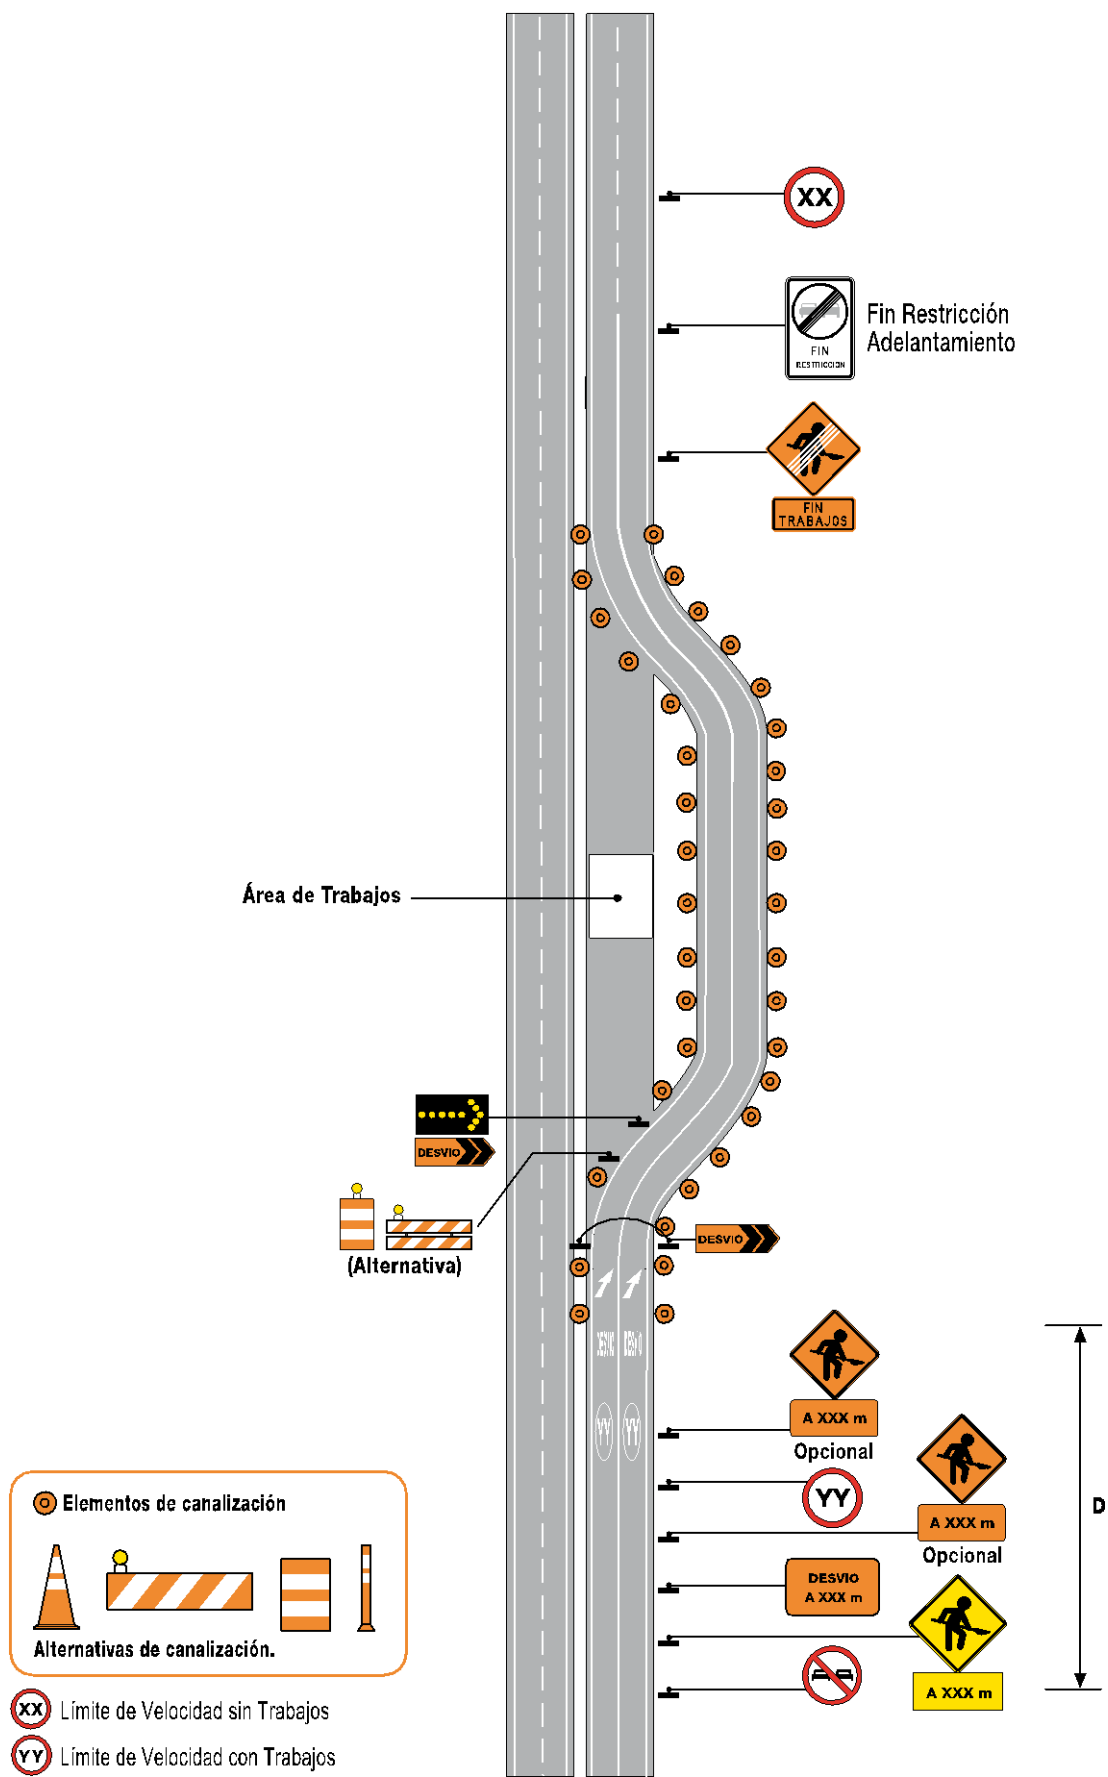 XX
Fin Restricción
Adelantamiento
FIN
RESTRICCION
FIN
TRABAJOS
Área de Trabajos
DESVIO
DESVIO
(Alternativa)
DESVIO DESVIO
A XXX m
Opcional
YY YY
YY
A XXX m
Opcional
D
DESVIO
A XXX m
A XXX m
Elementos de canalización
Alternativas de canalización.
XX Límite de Velocidad sin Trabajos
YY Límite de Velocidad con Trabajos